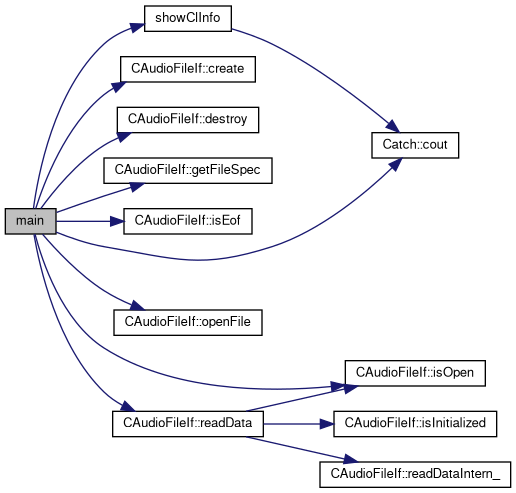 showClInfo
CAudioFileIf::create
CAudioFileIf::destroy
Catch::cout
CAudioFileIf::getFileSpec
main
CAudioFileIf::isEof
CAudioFileIf::openFile
CAudioFileIf::isOpen
CAudioFileIf::readData
CAudioFileIf::isInitialized
CAudioFileIf::readDataIntern_